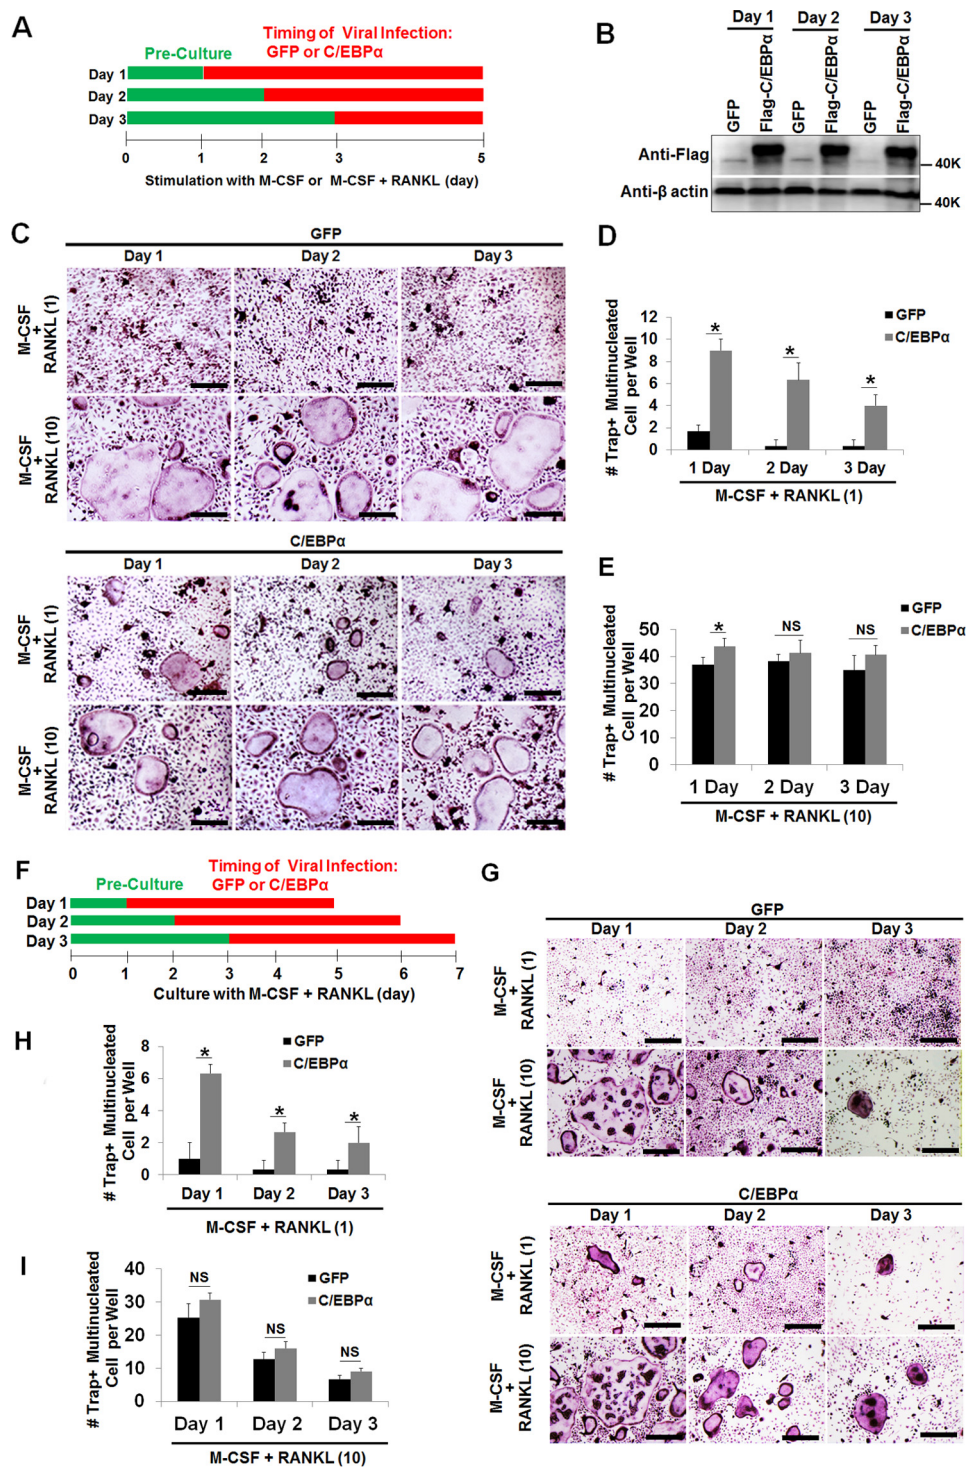 A
Timing of Viral Infection:
Pre-Culture GFP or C/EBPα
Day 1
Day 2
Day 3
0 1 2 3 5
Stimulation with M-CSF or M-CSF + RANKL (day)
B
Day 1 Day 2 Day 3
GFP Flag-C/EBPα GFP Flag-C/EBPα GFP Flag-C/EBPα
Anti-Flag 40K
Anti-β actin 40K
C
GFP
Day 1 Day 2 Day 3
M-CSF + RANKL (1)
M-CSF + RANKL (10)
C/EBPα
Day 1 Day 2 Day 3
M-CSF + RANKL (1)
M-CSF + RANKL (10)
D
# Trap+ Multinucleated
Cell per Well
12
10
8
6
4
2
0
GFP
C/EBPα
* * *
1 Day 2 Day 3 Day
M-CSF + RANKL (1)
E
# Trap+ Multinucleated
Cell per Well
50
40
30
20
10
0
GFP
C/EBPα
* NS NS
1 Day 2 Day 3 Day
M-CSF + RANKL (10)
F
Timing of Viral Infection:
Pre-Culture GFP or C/EBPα
Day 1
Day 2
Day 3
0 1 2 3 4 5 6 7
Culture with M-CSF + RANKL (day)
G
GFP
Day 1 Day 2 Day 3
M-CSF + RANKL (1)
M-CSF + RANKL (10)
C/EBPα
Day 1 Day 2 Day 3
M-CSF + RANKL (1)
M-CSF + RANKL (10)
H
# Trap+ Multinucleated
Cell per Well
8
6
4
2
0
GFP
C/EBPα
* * *
Day 1 Day 2 Day 3
M-CSF + RANKL (1)
I
# Trap+ Multinucleated
Cell per Well
40
30
20
10
0
GFP
C/EBPα
NS NS NS
Day 1 Day 2 Day 3
M-CSF + RANKL (10)